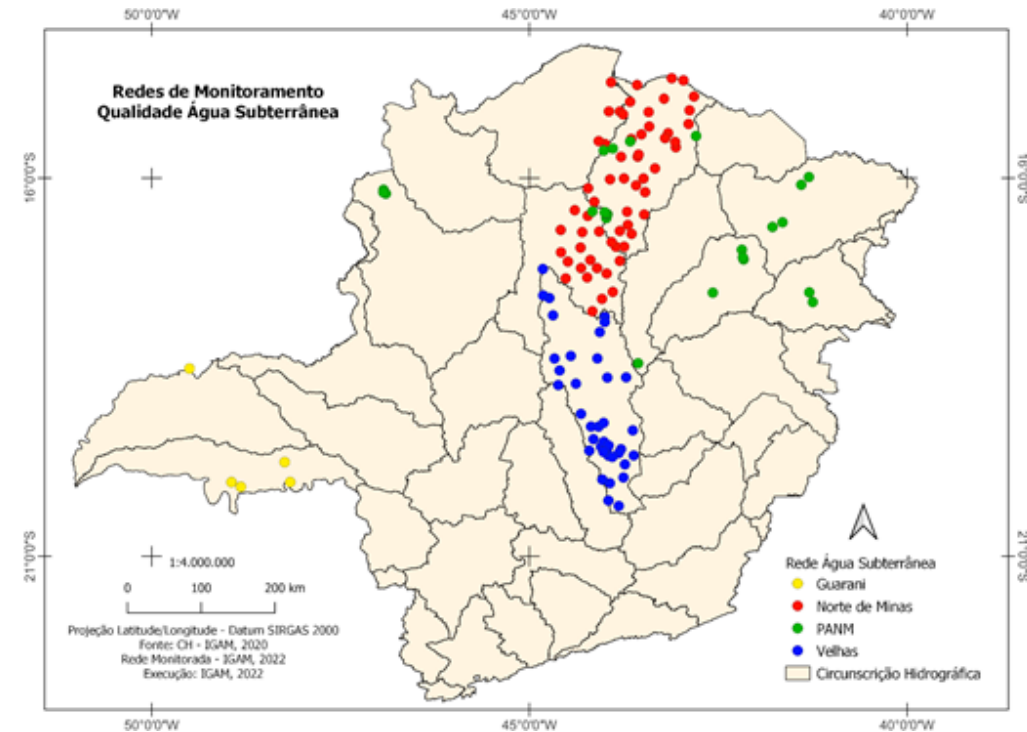 50°0'0"W 45°0'0"W 40°0'0"W
Redes de Monitoramento
Qualidade Água Subterrânea
16°0'0"S 16°0'0"S
21°0'0"S 21°0'0"S
1:4.000.000
0 100 200 km
Projeção Latitude/Longitude - Datum SIRGAS 2000
Fonte: CH - IGAM, 2020
Rede Monitorada - IGAM, 2022
Execução: IGAM, 2022
Rede Água Subterrânea
Guarani
Norte de Minas
PANM
Velhas
Circunscrição Hidrográfica
50°0'0"W 45°0'0"W 40°0'0"W